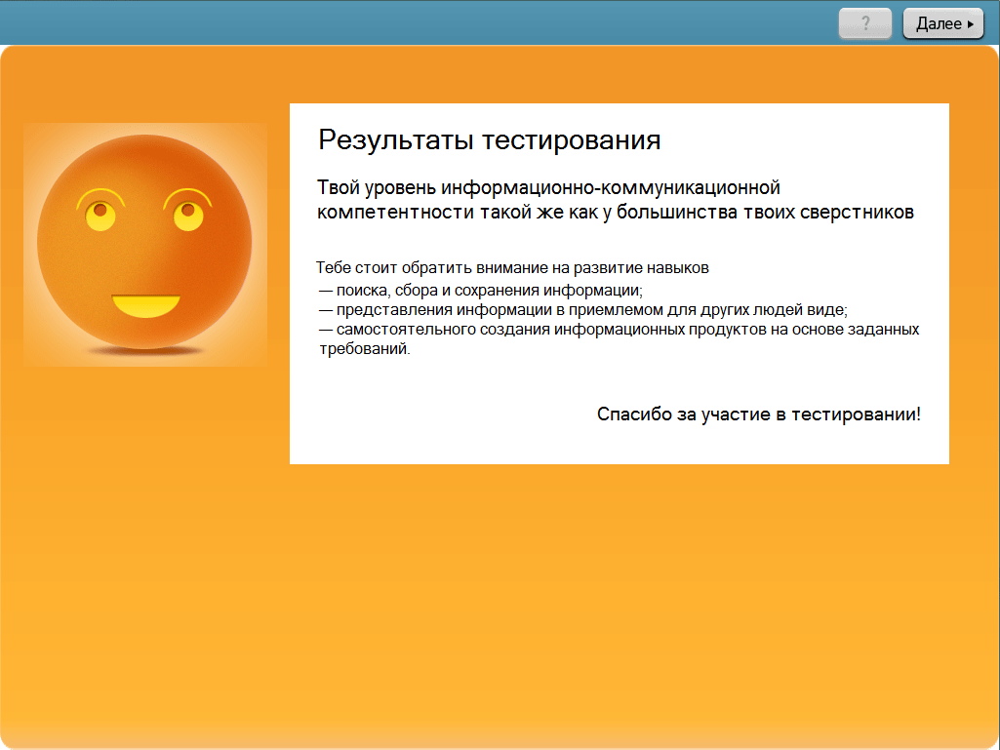 ?
Далее
Результаты тестирования
Твой уровень информационно-коммуникационной
компетентности такой же как у большинства твоих сверстников
Тебе стоит обратить внимание на развитие навыков
— поиска, сбора и сохранения информации;
— представления информации в приемлемом для других людей виде;
— самостоятельного создания информационных продуктов на основе заданных
требований.
Спасибо за участие в тестировании!